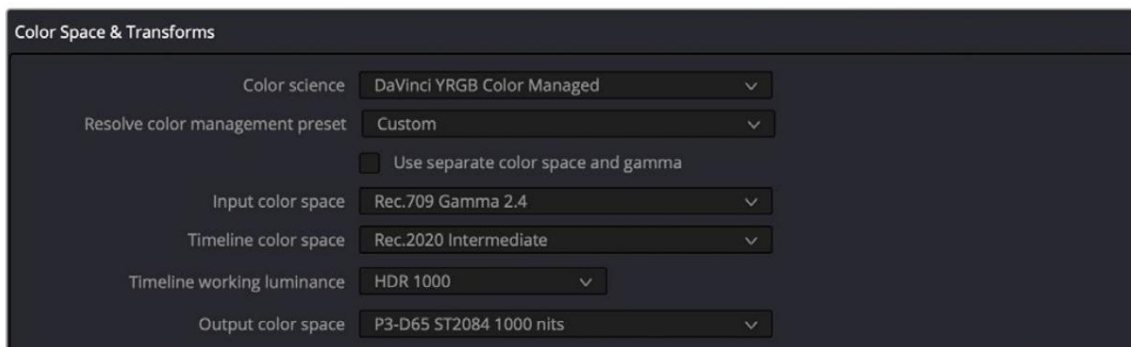 Color Space & Transforms
Color science DaVinci YRGB Color Managed
Resolve color management preset Custom
Use separate color space and gamma
Input color space Rec.709 Gamma 2.4
Timeline color space Rec.2020 Intermediate
Timeline working luminance HDR 1000
Output color space P3-D65 ST2084 1000 nits